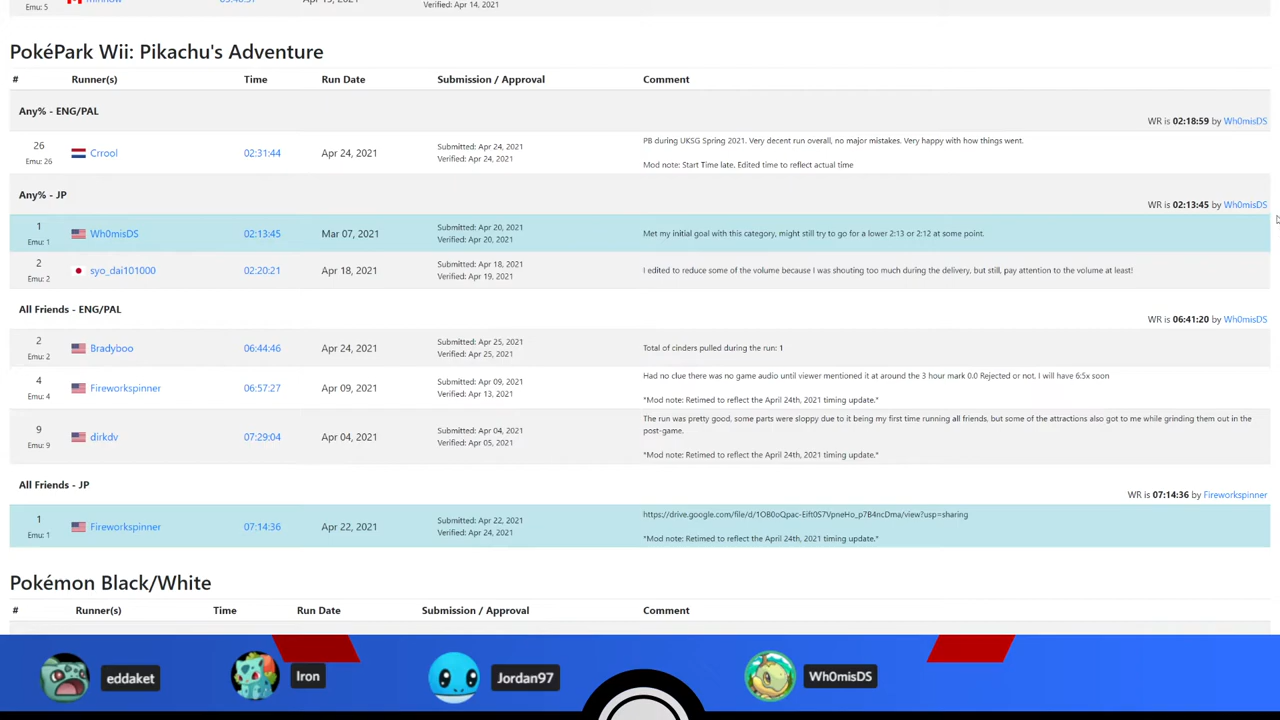 Emu: 5 minnow Apr 13, 2021 Verified: Apr 14, 2021
PokéPark Wii: Pikachu's Adventure
# Runner(s) Time Run Date Submission / Approval Comment
Any% - ENG/PAL
WR is 02:18:59 by Wh0misDS
26 Emu: 26 Crrool 02:31:44 Apr 24, 2021 Submitted: Apr 24, 2021 Verified: Apr 24, 2021 PB during UKSG Spring 2021. Very decent run overall, no major mistakes. Very happy with how things went.
Mod note: Start Time late. Edited time to reflect actual time
Any% - JP
WR is 02:13:45 by Wh0misDS
1 Emu: 1 Wh0misDS 02:13:45 Mar 07, 2021 Submitted: Apr 20, 2021 Verified: Apr 20, 2021 Met my initial goal with this category, might still try to go for a lower 2:13 or 2:12 at some point.
2 Emu: 2 syo_dai101000 02:20:21 Apr 18, 2021 Submitted: Apr 18, 2021 Verified: Apr 19, 2021 I edited to reduce some of the volume because I was shouting too much during the delivery, but still, pay attention to the volume at least!
All Friends - ENG/PAL
WR is 06:41:20 by Wh0misDS
2 Emu: 2 Bradyboo 06:44:46 Apr 24, 2021 Submitted: Apr 25, 2021 Verified: Apr 25, 2021 Total of cinders pulled during the run: 1
4 Emu: 4 Fireworkspinner 06:57:27 Apr 09, 2021 Submitted: Apr 09, 2021 Verified: Apr 13, 2021 Had no clue there was no game audio until viewer mentioned it at around the 3 hour mark 0.0 Rejected or not, I will have 6:5x soon
*Mod note: Retimed to reflect the April 24th, 2021 timing update.*
9 Emu: 9 dirkdv 07:29:04 Apr 04, 2021 Submitted: Apr 04, 2021 Verified: Apr 05, 2021 The run was pretty good, some parts were sloppy due to it being my first time running all friends, but some of the attractions also got to me while grinding them out in the
post-game.
*Mod note: Retimed to reflect the April 24th, 2021 timing update.*
All Friends - JP
WR is 07:14:36 by Fireworkspinner
1 Emu: 1 Fireworkspinner 07:14:36 Apr 22, 2021 Submitted: Apr 22, 2021 Verified: Apr 24, 2021 https://drive.google.com/file/d/1OB0oQpac-Eift0S7VpneHo_p7B4ncDma/view?usp=sharing
*Mod note: Retimed to reflect the April 24th, 2021 timing update.*
Pokémon Black/White
# Runner(s) Time Run Date Submission / Approval Comment
eddaket Iron Jordan97 Wh0misDS